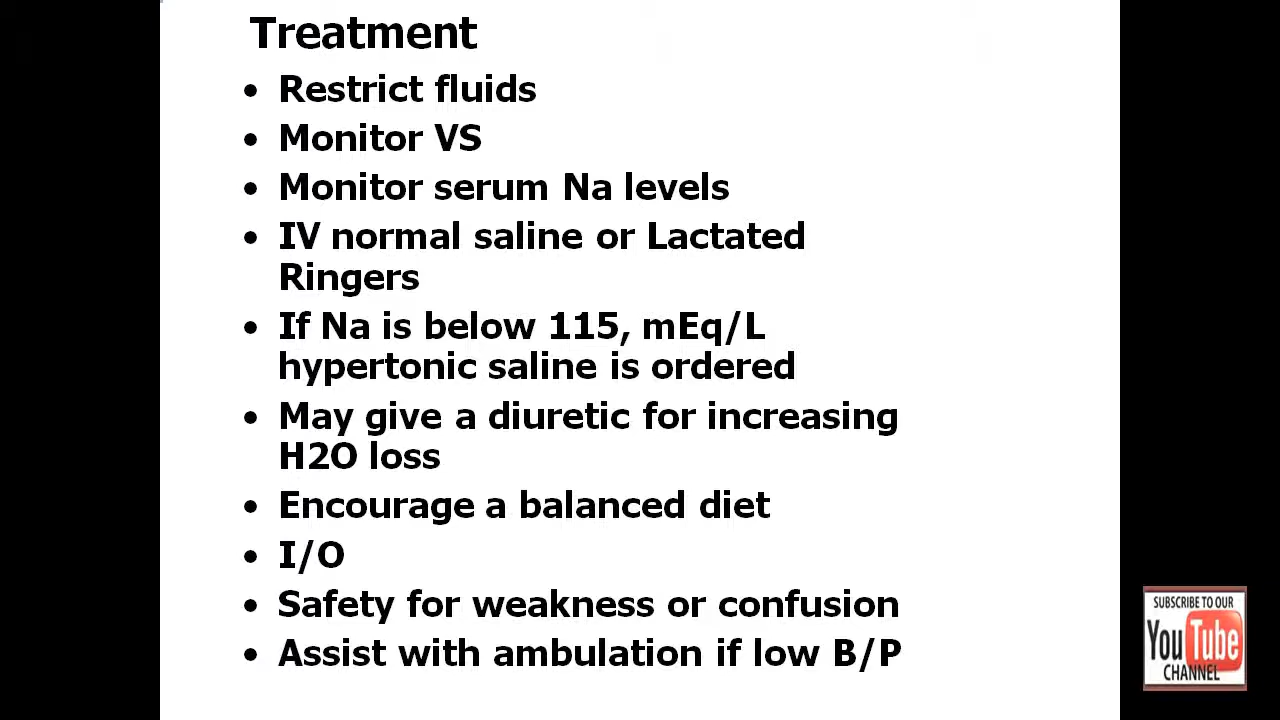 Treatment
• Restrict fluids
• Monitor VS
• Monitor serum Na levels
• IV normal saline or Lactated
Ringers
• If Na is below 115, mEq/L
hypertonic saline is ordered
• May give a diuretic for increasing
H2O loss
• Encourage a balanced diet
• I/O
• Safety for weakness or confusion
• Assist with ambulation if low B/P
SUBSCRIBE TO OUR
YouTube
CHANNEL